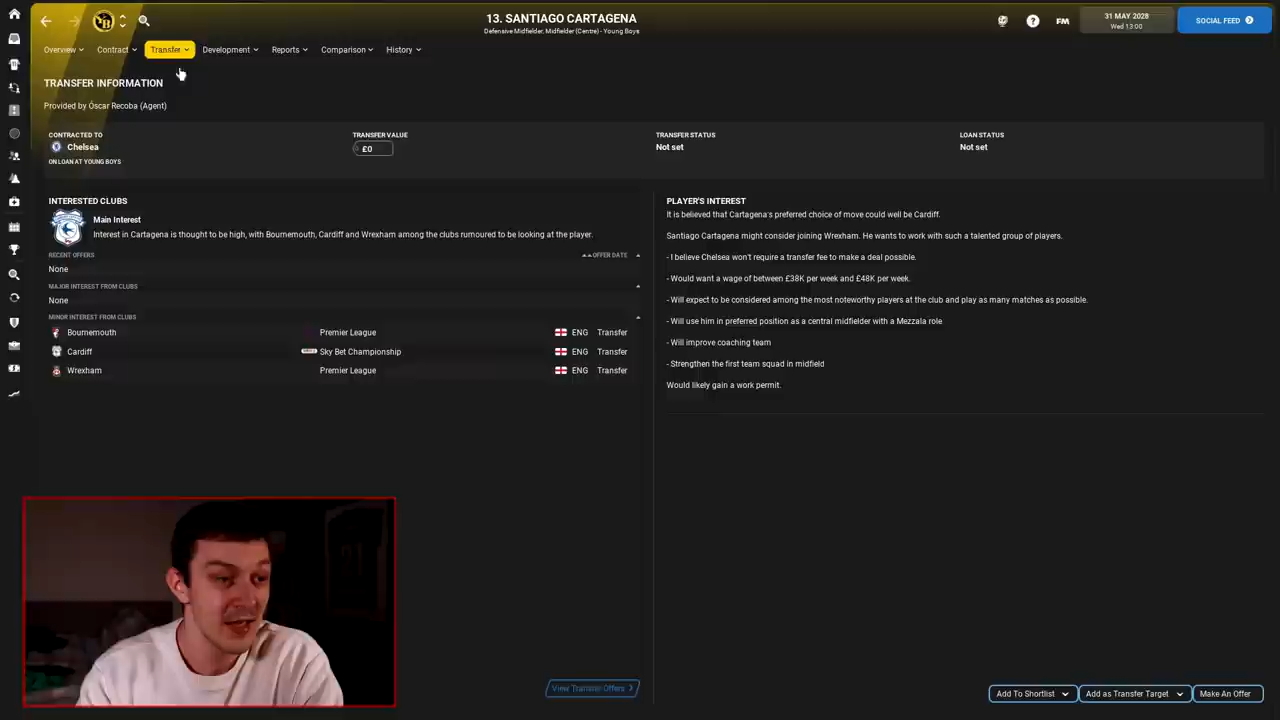 13. SANTIAGO CARTAGENA
Defensive Midfielder, Midfielder (Centre) - Young Boys
FM
31 MAY 2028
Wed 13:00
SOCIAL FEED
Overview
Contract
Transfer
Development
Reports
Comparison
History
TRANSFER INFORMATION
Provided by Óscar Recoba (Agent)
CONTRACTED TO
Chelsea
ON LOAN AT YOUNG BOYS
TRANSFER VALUE
£0
TRANSFER STATUS
Not set
LOAN STATUS
Not set
INTERESTED CLUBS
Main Interest
Interest in Cartagena is thought to be high, with Bournemouth, Cardiff and Wrexham among the clubs rumoured to be looking at the player.
RECENT OFFERS
OFFER DATE
None
MAJOR INTEREST FROM CLUBS
None
MINOR INTEREST FROM CLUBS
Bournemouth Premier League ENG Transfer
Cardiff Sky Bet Championship ENG Transfer
Wrexham Premier League ENG Transfer
View Transfer Offers
PLAYER'S INTEREST
It is believed that Cartagena's preferred choice of move could well be Cardiff.
Santiago Cartagena might consider joining Wrexham. He wants to work with such a talented group of players.
- I believe Chelsea won't require a transfer fee to make a deal possible.
- Would want a wage of between £38K per week and £48K per week.
- Will expect to be considered among the most noteworthy players at the club and play as many matches as possible.
- Will use him in preferred position as a central midfielder with a Mezzala role
- Will improve coaching team
- Strengthen the first team squad in midfield
Would likely gain a work permit.
Add To Shortlist
Add as Transfer Target
Make An Offer